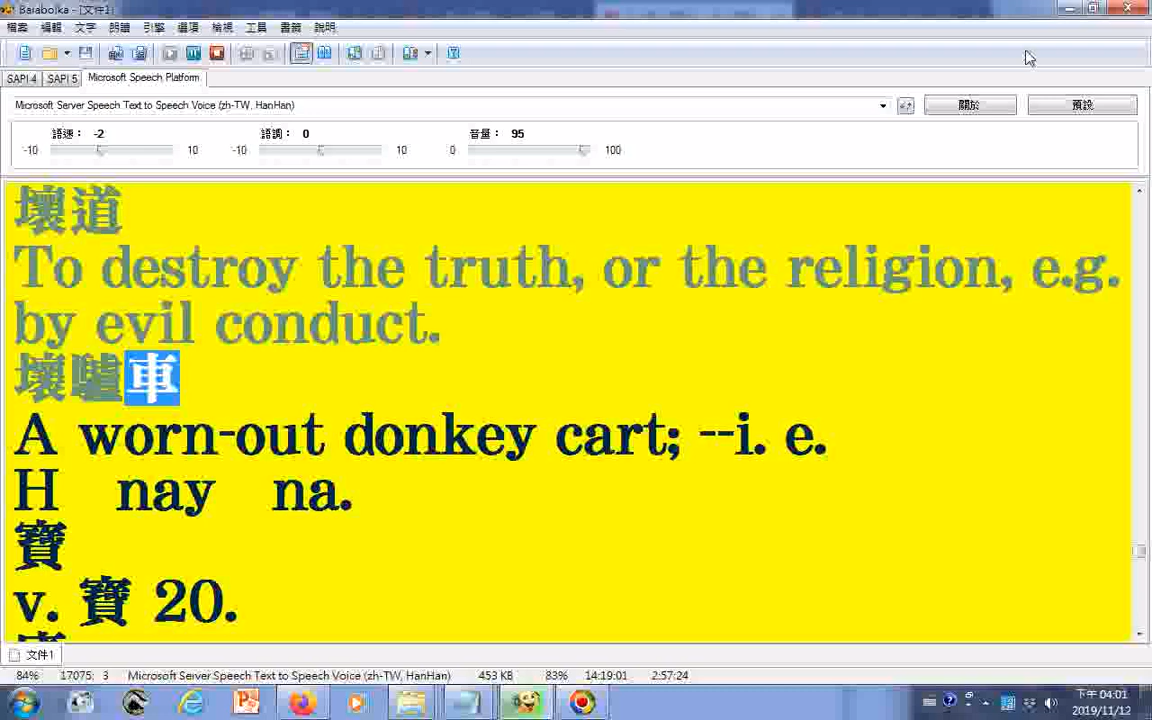 Balabolka - [文件1]
檔案 編輯 文字 朗讀 引擎 選項 檢視 工具 書籤 說明
SAPI 4 SAPI 5 Microsoft Speech Platform
Microsoft Server Speech Text to Speech Voice (zh-TW, HanHan)
關於 預設
語速： -2 語調： 0 音量： 95
-10 10 -10 10 0 100
壞道
To destroy the truth, or the religion, e.g.
by evil conduct.
壞驢車
A worn-out donkey cart; --i. e.
H nay na.
寶
v. 寶 20.
文件1
84% 17075: 3 Microsoft Server Speech Text to Speech Voice (zh-TW, HanHan) 453 KB 83% 14:19:01 2:57:24
下午 04:01
2019/11/12